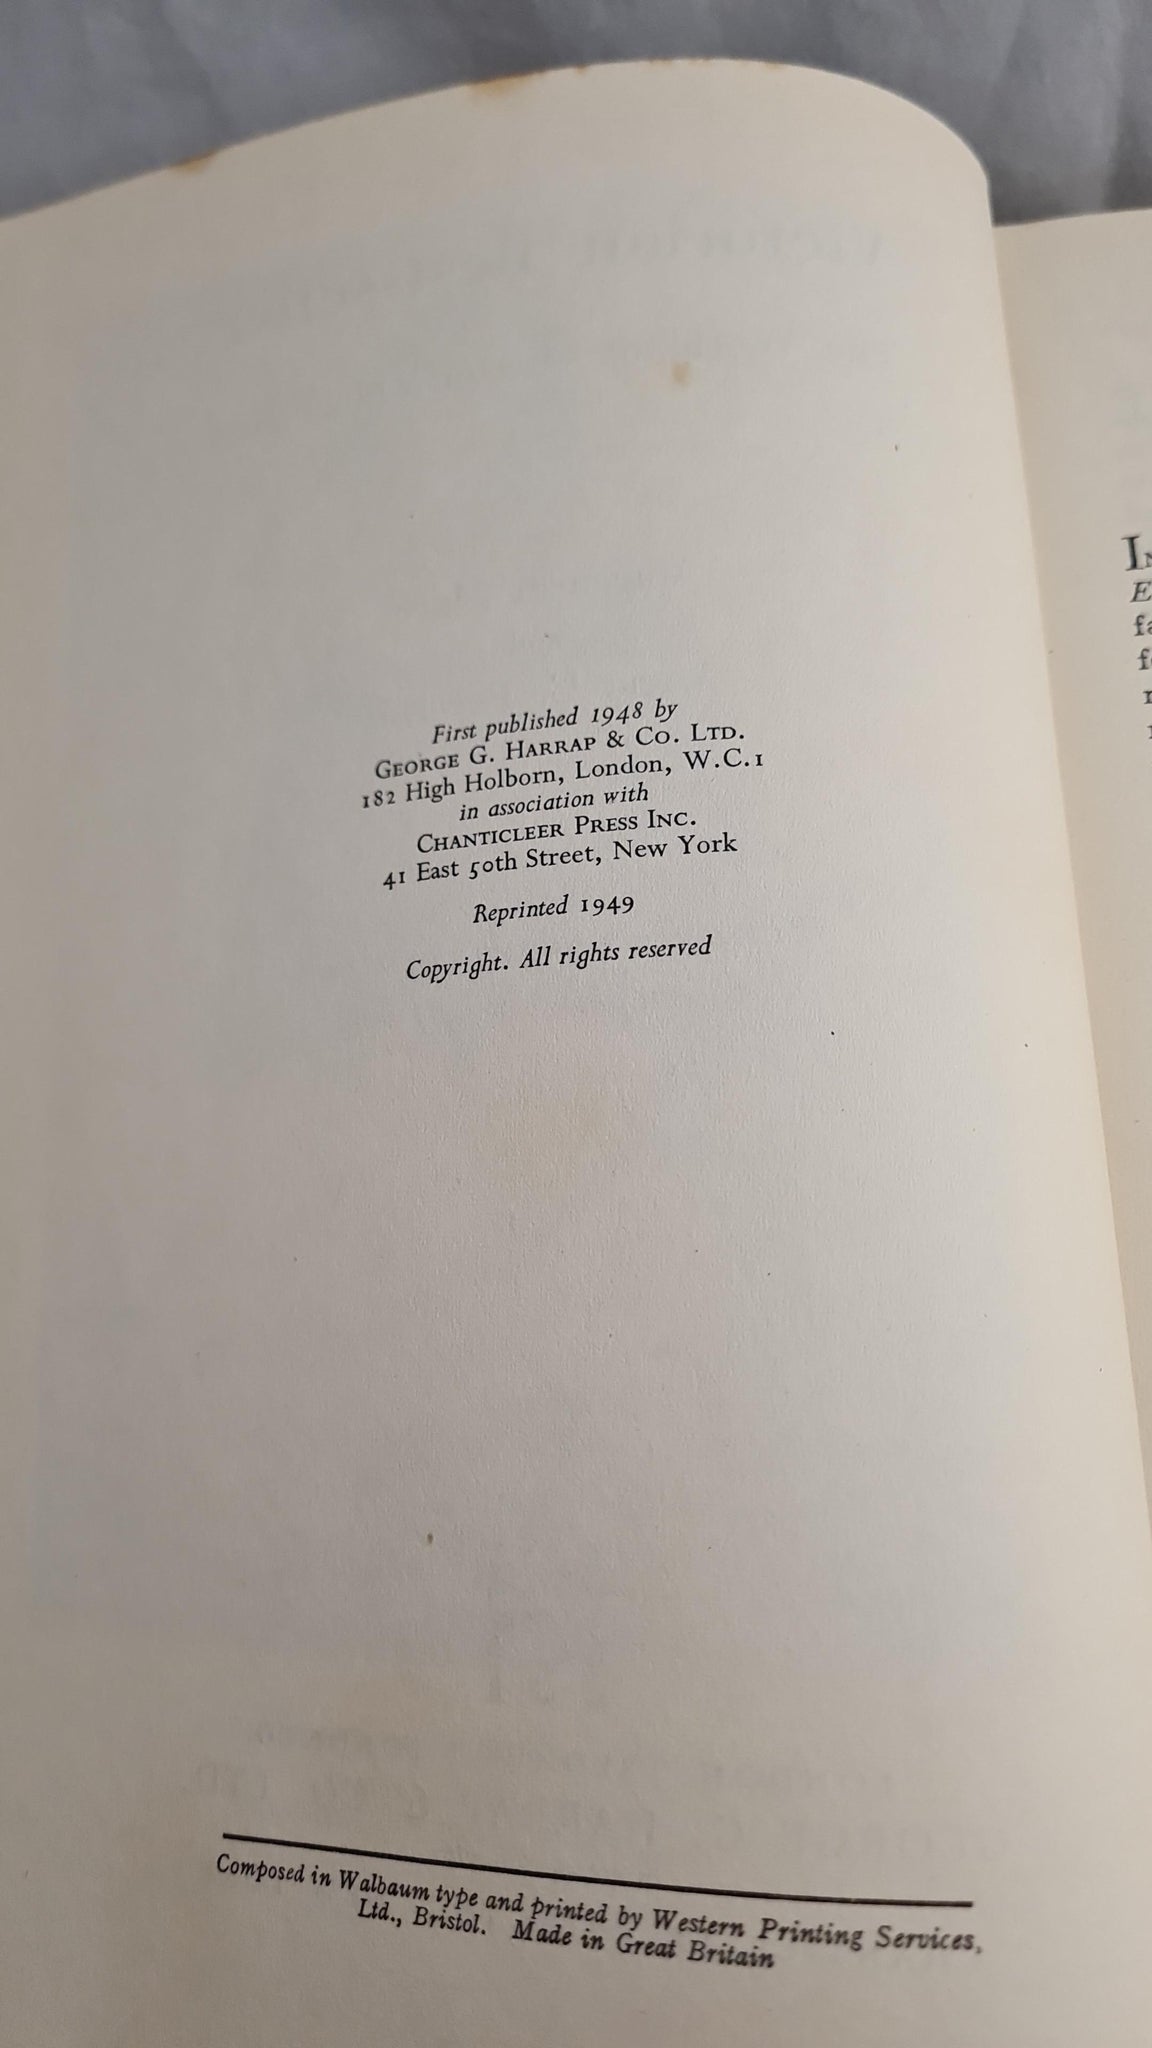 First published 1948 by
GEORGE G. HARRAP & CO. LTD.
182 High Holborn, London, W.C.1
in association with
CHANTICLEER PRESS INC.
41 East 50th Street, New York
Reprinted 1949
Copyright. All rights reserved
Composed in Walbaum type and printed by Western Printing Services,
Ltd., Bristol. Made in Great Britain